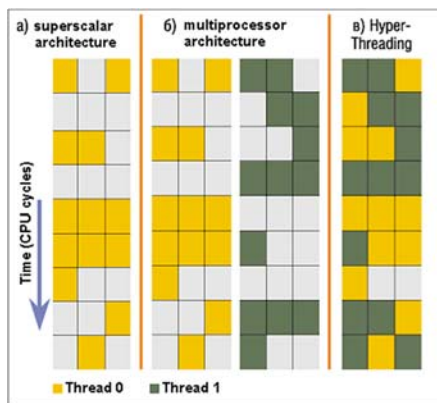 а) superscalar
architecture
б) multiprocessor
architecture
в) Hyper-
Threading
Time (CPU cycles)
Thread 0
Thread 1